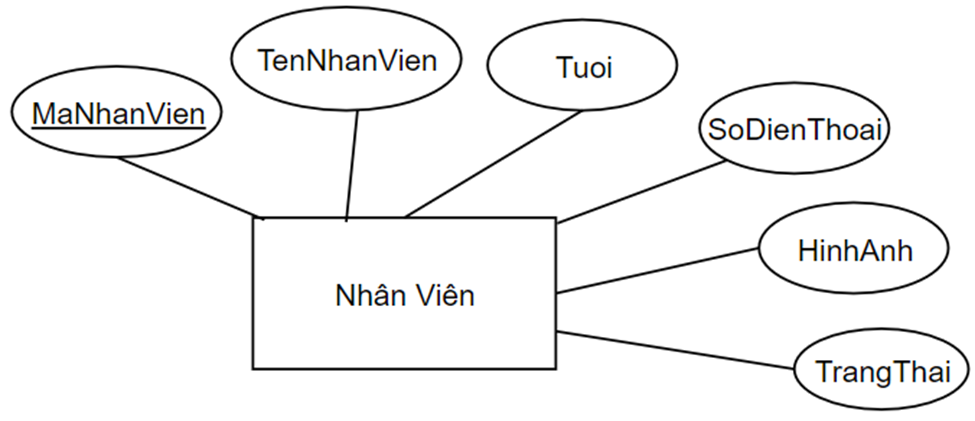 TenNhanVien
Tuoi
MaNhanVien
SoDienThoai
HinhAnh
Nhân Viên
TrangThai